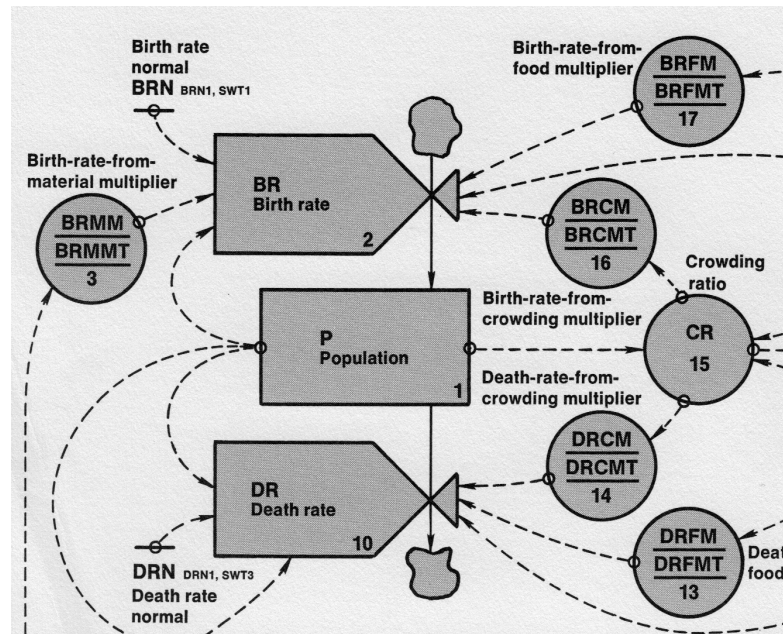 Birth rate
normal
BRN BRN1, SWT1
Birth-rate-from-
food multiplier
BRFM
BRFMT
17
Birth-rate-from-
material multiplier
BRMM
BRMMT
3
BR
Birth rate
2
BRCM
BRCMT
16
Crowding
ratio
P
Population
1
Birth-rate-from-
crowding multiplier
CR
15
Death-rate-from-
crowding multiplier
DRCM
DRCMT
14
DR
Death rate
10
DRN DRN1, SWT3
Death rate
normal
DRFM
DRFMT
13
Deat
food